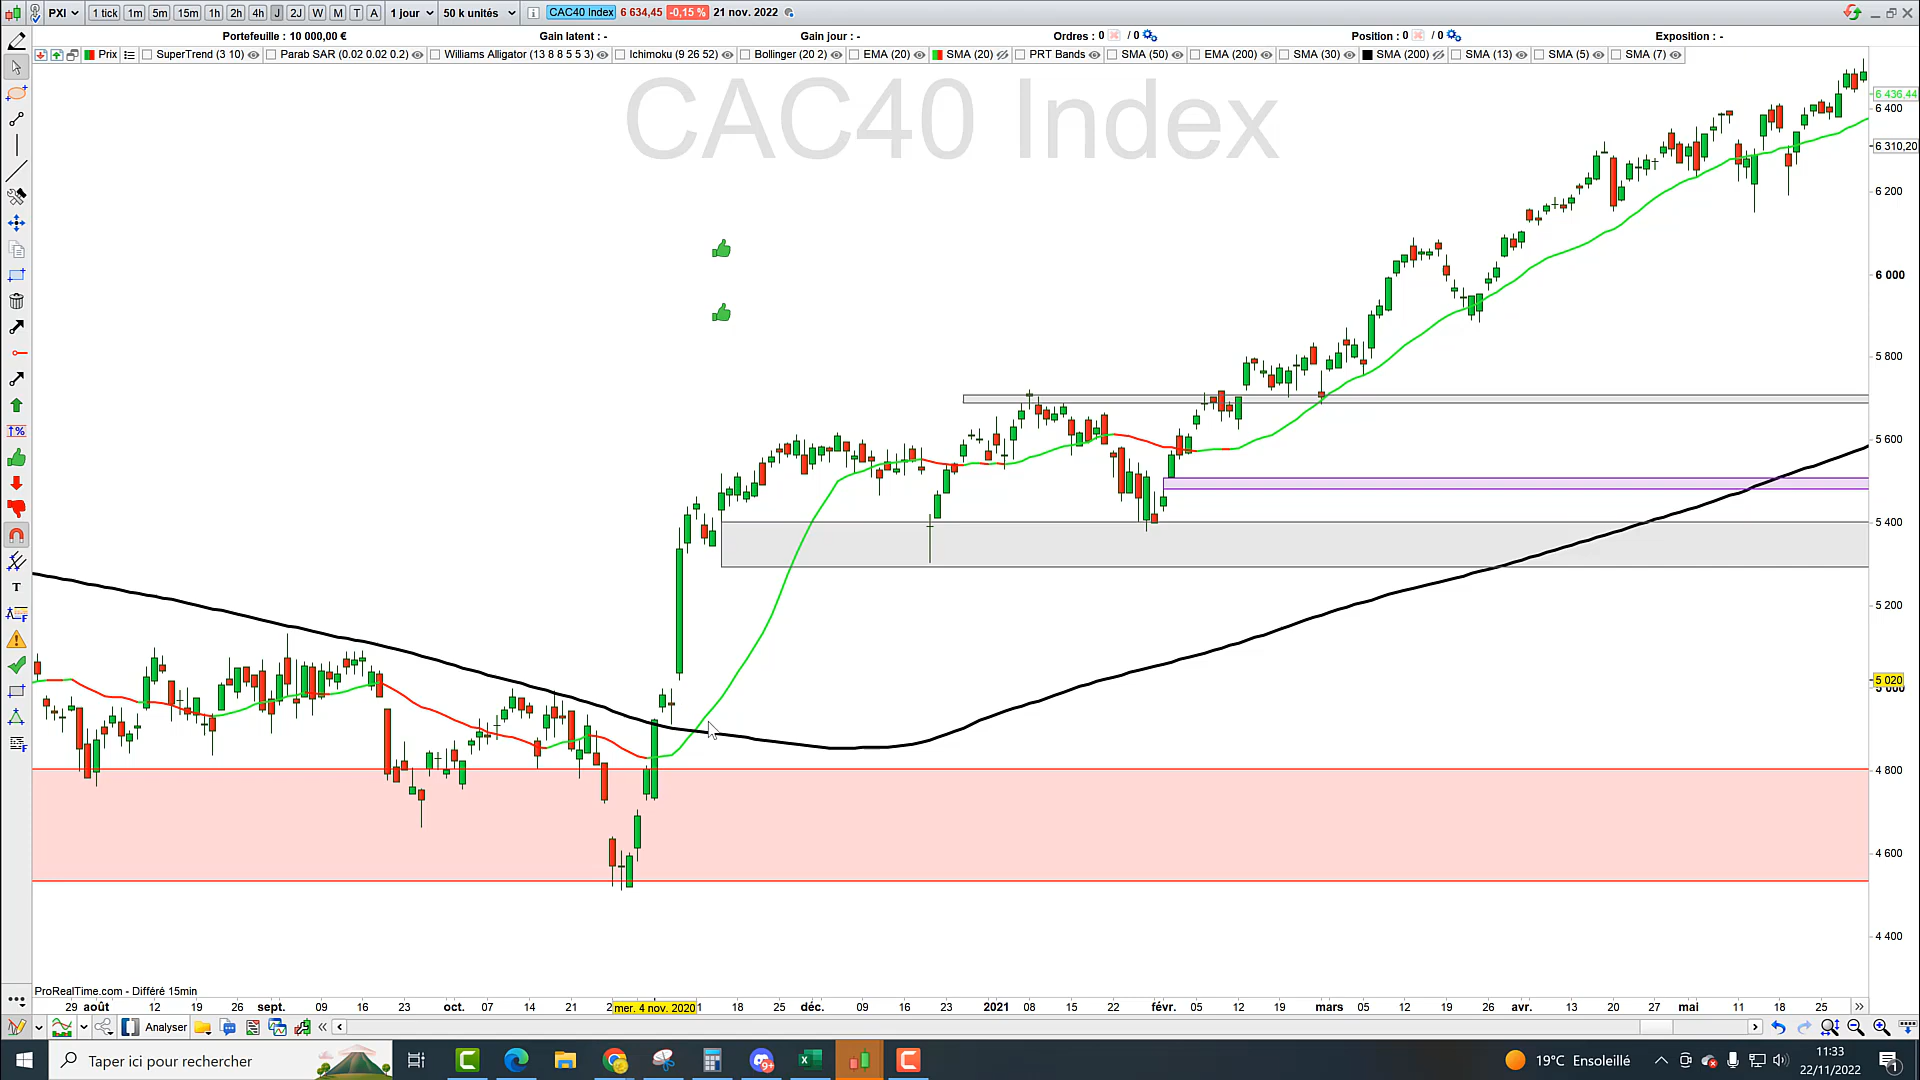 PXI 1 tick 1m 5m 15m 1h 2h 4h J 2J W M T A 1 jour 50 k unités CAC40 Index 6 634,45 -0,15 % 21 nov. 2022
Portefeuille : 10 000,00 € Gain latent : - Gain jour : - Ordres : 0 / 0 Position : 0 / 0 Exposition : -
Prix SuperTrend (3 10) Parab SAR (0.02 0.02 0.2) Williams Alligator (13 8 8 5 5 3) Ichimoku (9 26 52) Bollinger (20 2) EMA (20) SMA (20) PRT Bands SMA (50) EMA (200) SMA (30) SMA (200) SMA (13) SMA (5) SMA (7)
CAC40 Index
6 436,44
6 400
6 310,20
6 200
6 000
5 800
5 600
5 400
5 200
5 020
4 800
4 600
4 400
ProRealTime.com - Différé 15min
29 août 12 19 26 sept. 09 16 23 oct. 07 14 21 mer. 4 nov. 2020 18 25 déc. 09 16 23 2021 08 15 22 févr. 05 12 19 mars 05 12 19 26 avr. 13 20 27 mai 11 18 25
Analyser
Taper ici pour rechercher
19°C Ensoleillé
11:33
22/11/2022